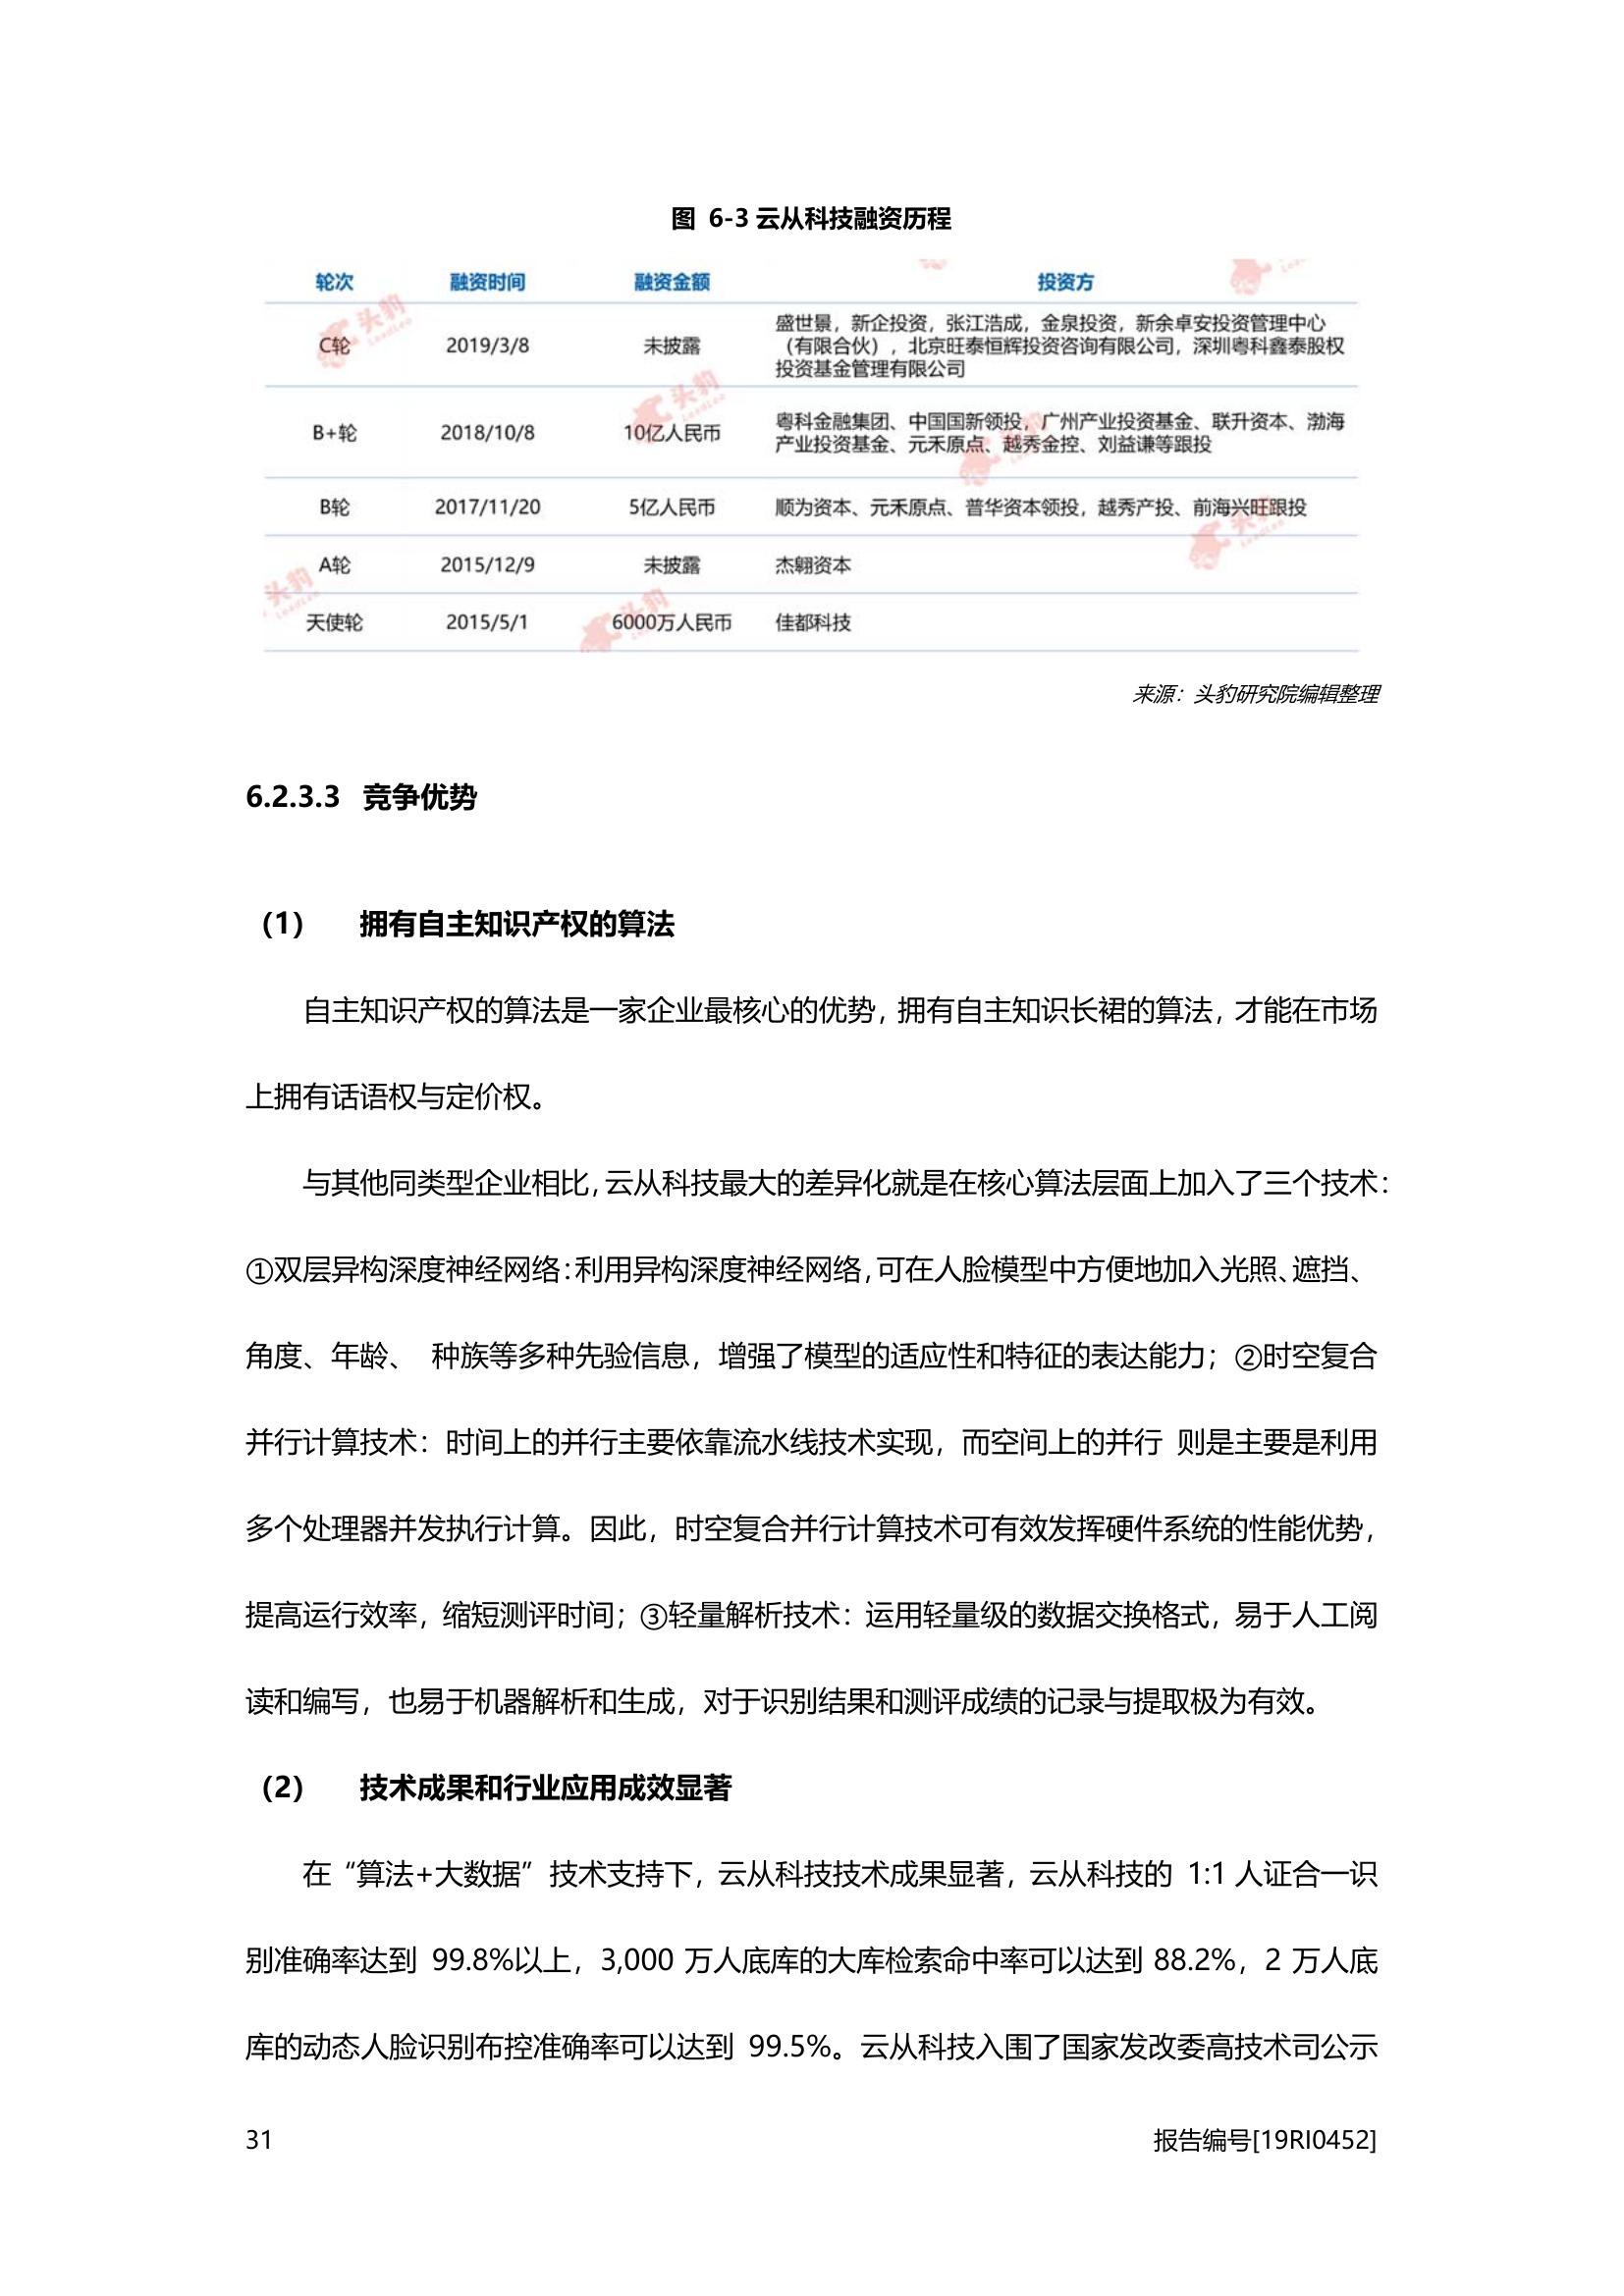 图 6-3 云从科技融资历程
轮次 融资时间 融资金额 投资方
C轮 2019/3/8 未披露 盛世景，新企投资，张江浩成，金泉投资，新余卓安投资管理中心
（有限合伙），北京旺泰恒辉投资咨询有限公司，深圳粤科鑫泰股权
投资基金管理有限公司
B+轮 2018/10/8 10亿人民币 粤科金融集团、中国国新领投，广州产业投资基金、联升资本、渤海
产业投资基金、元禾原点、越秀金控、刘益谦等跟投
B轮 2017/11/20 5亿人民币 顺为资本、元禾原点、普华资本领投，越秀产投、前海兴旺跟投
A轮 2015/12/9 未披露 杰翱资本
天使轮 2015/5/1 6000万人民币 佳都科技
来源：头豹研究院编辑整理
6.2.3.3 竞争优势
（1） 拥有自主知识产权的算法
自主知识产权的算法是一家企业最核心的优势，拥有自主知识长裙的算法，才能在市场
上拥有话语权与定价权。
与其他同类型企业相比，云从科技最大的差异化就是在核心算法层面上加入了三个技术：
①双层异构深度神经网络：利用异构深度神经网络，可在人脸模型中方便地加入光照、遮挡、
角度、年龄、 种族等多种先验信息，增强了模型的适应性和特征的表达能力；②时空复合
并行计算技术：时间上的并行主要依靠流水线技术实现，而空间上的并行 则是主要是利用
多个处理器并发执行计算。因此，时空复合并行计算技术可有效发挥硬件系统的性能优势，
提高运行效率，缩短测评时间；③轻量解析技术：运用轻量级的数据交换格式，易于人工阅
读和编写，也易于机器解析和生成，对于识别结果和测评成绩的记录与提取极为有效。
（2） 技术成果和行业应用成效显著
在“算法+大数据”技术支持下，云从科技技术成果显著，云从科技的 1:1 人证合一识
别准确率达到 99.8%以上，3,000 万人底库的大库检索命中率可以达到 88.2%，2 万人底
库的动态人脸识别布控准确率可以达到 99.5%。云从科技入围了国家发改委高技术司公示
31 报告编号[19RI0452]